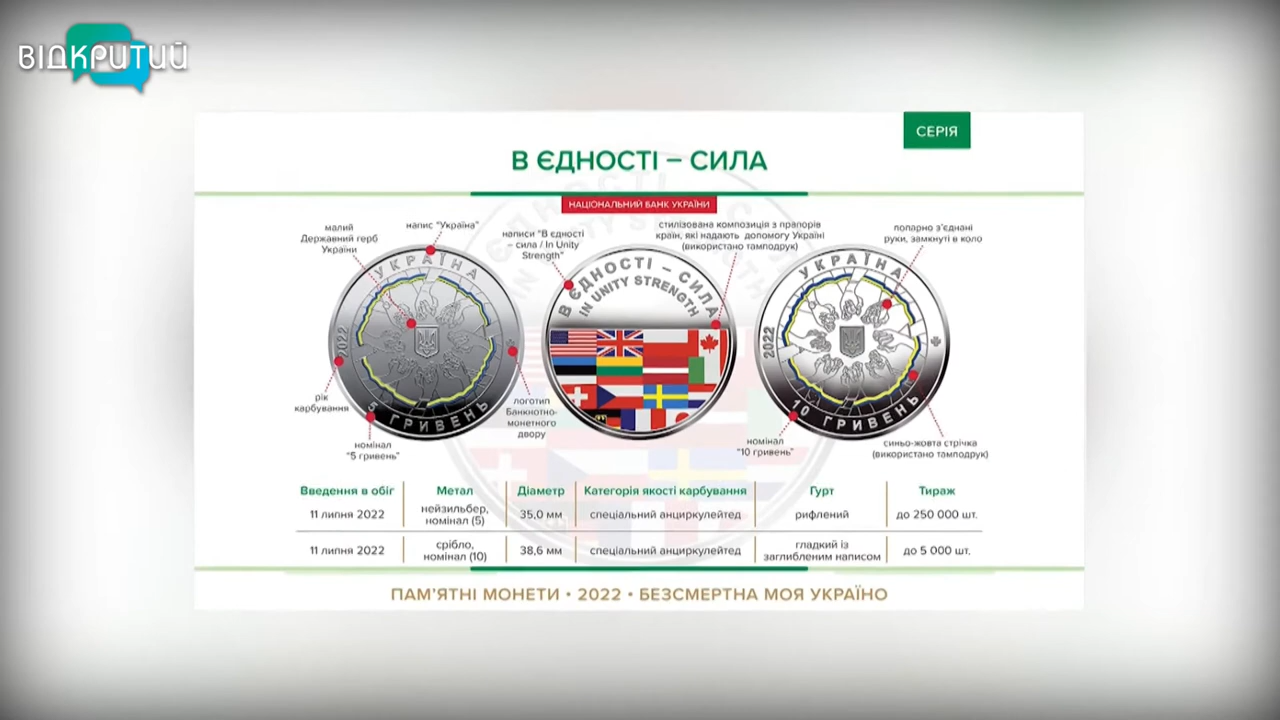 ВІДКРИТИЙ
СЕРІЯ
В ЄДНОСТІ – СИЛА
НАЦІОНАЛЬНИЙ БАНК УКРАЇНИ
малий
Державний герб
України
напис "Україна"
написи "В єдності
– сила / In Unity
Strength"
стилізована композиція з прапорів
країн, які надають допомогу Україні
(використано тамподрук)
попарно з'єднані
руки, замкнуті в коло
УКРАЇНА
2022
5 ГРИВЕНЬ
В ЄДНОСТІ – СИЛА
IN UNITY STRENGTH
УКРАЇНА
2022
10 ГРИВЕНЬ
рік
карбування
номінал
"5 гривень"
логотип
Банкнотно-
монетного
двору
номінал
"10 гривень"
синьо-жовта стрічка
(використано тамподрук)
Введення в обіг Метал Діаметр Категорія якості карбування Гурт Тираж
11 липня 2022 нейзильбер, номінал (5) 35,0 мм спеціальний анциркулейтед рифлений до 250 000 шт.
11 липня 2022 срібло, номінал (10) 38,6 мм спеціальний анциркулейтед гладкий із заглибленим написом до 5 000 шт.
ПАМ'ЯТНІ МОНЕТИ • 2022 • БЕЗСМЕРТНА МОЯ УКРАЇНО